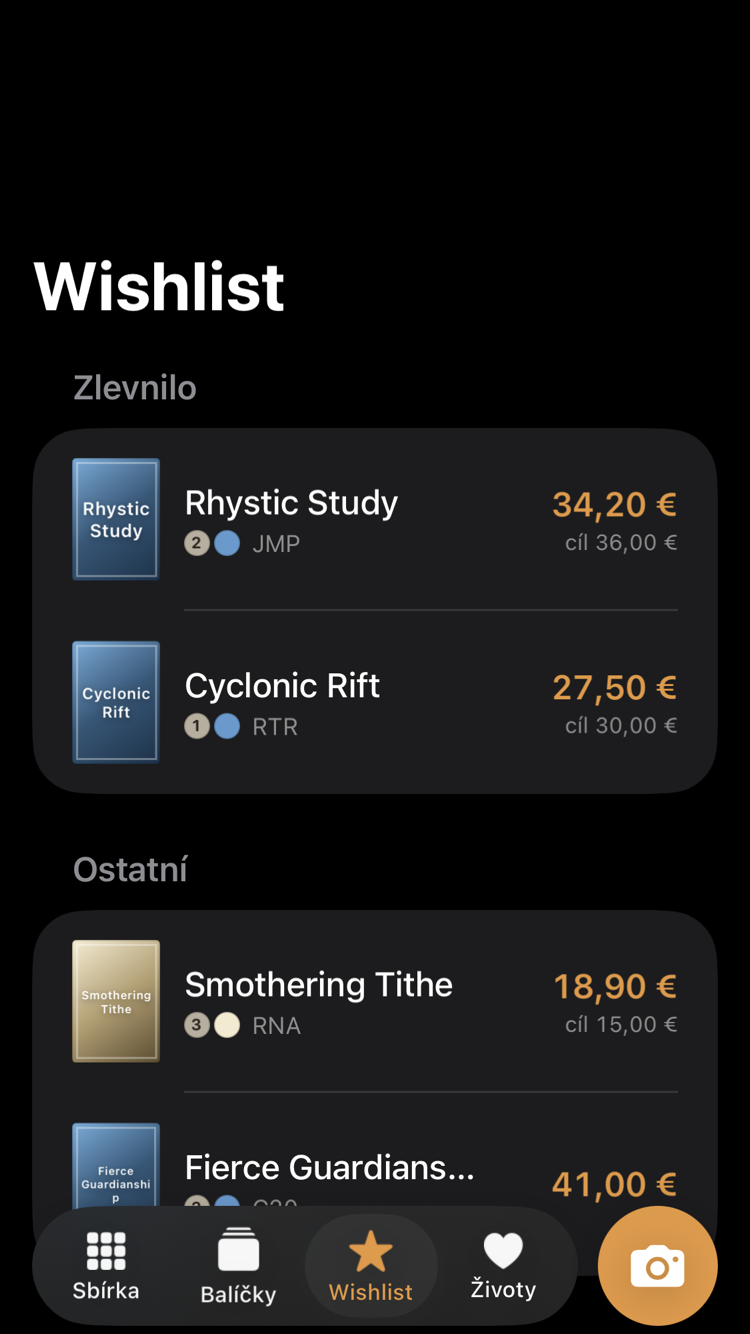 Wishlist
Zlevnilo
Rhystic
Study
Rhystic Study
34,20 €
2 JMP
cíl 36,00 €
Cyclonic
Rift
Cyclonic Rift
27,50 €
1 RTR
cíl 30,00 €
Ostatní
Smothering
Tithe
Smothering Tithe
18,90 €
3 RNA
cíl 15,00 €
Fierce
Guardianshi
p
Fierce Guardians...
41,00 €
Sbírka
Balíčky
Wishlist
Životy